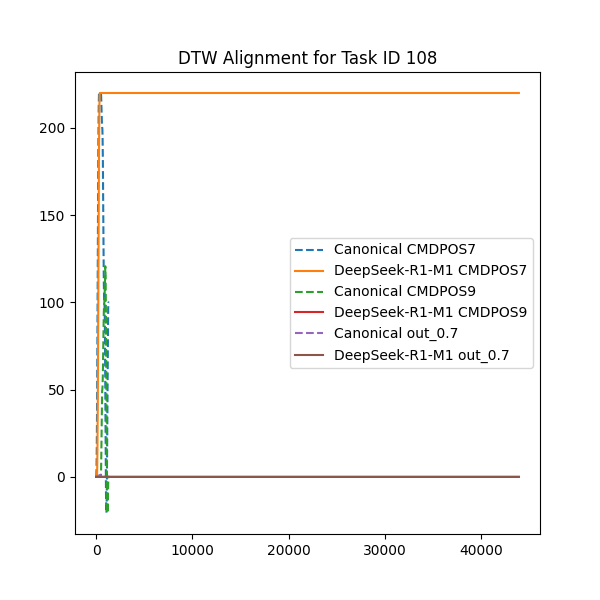 DTW Alignment for Task ID 108
200
150
100
50
0
Canonical CMDPOS7
DeepSeek-R1-M1 CMDPOS7
Canonical CMDPOS9
DeepSeek-R1-M1 CMDPOS9
Canonical out_0.7
DeepSeek-R1-M1 out_0.7
0 10000 20000 30000 40000